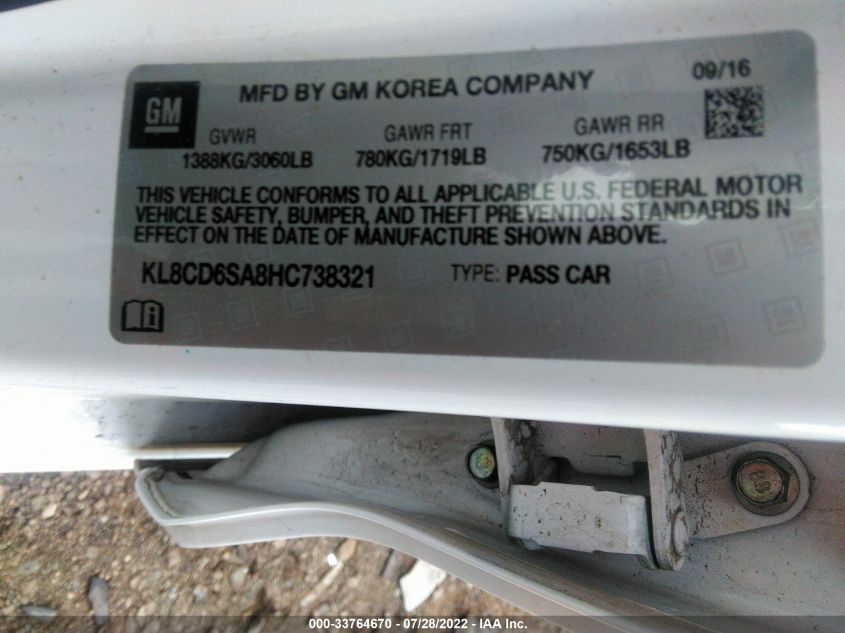 GM
MFD BY GM KOREA COMPANY
09/16
GVWR
1388KG/3060LB
GAWR FRT
780KG/1719LB
GAWR RR
750KG/1653LB
THIS VEHICLE CONFORMS TO ALL APPLICABLE U.S. FEDERAL MOTOR
VEHICLE SAFETY, BUMPER, AND THEFT PREVENTION STANDARDS IN
EFFECT ON THE DATE OF MANUFACTURE SHOWN ABOVE.
KL8CD6SA8HC738321
TYPE: PASS CAR
000-33764670 - 07/28/2022 - IAA Inc.